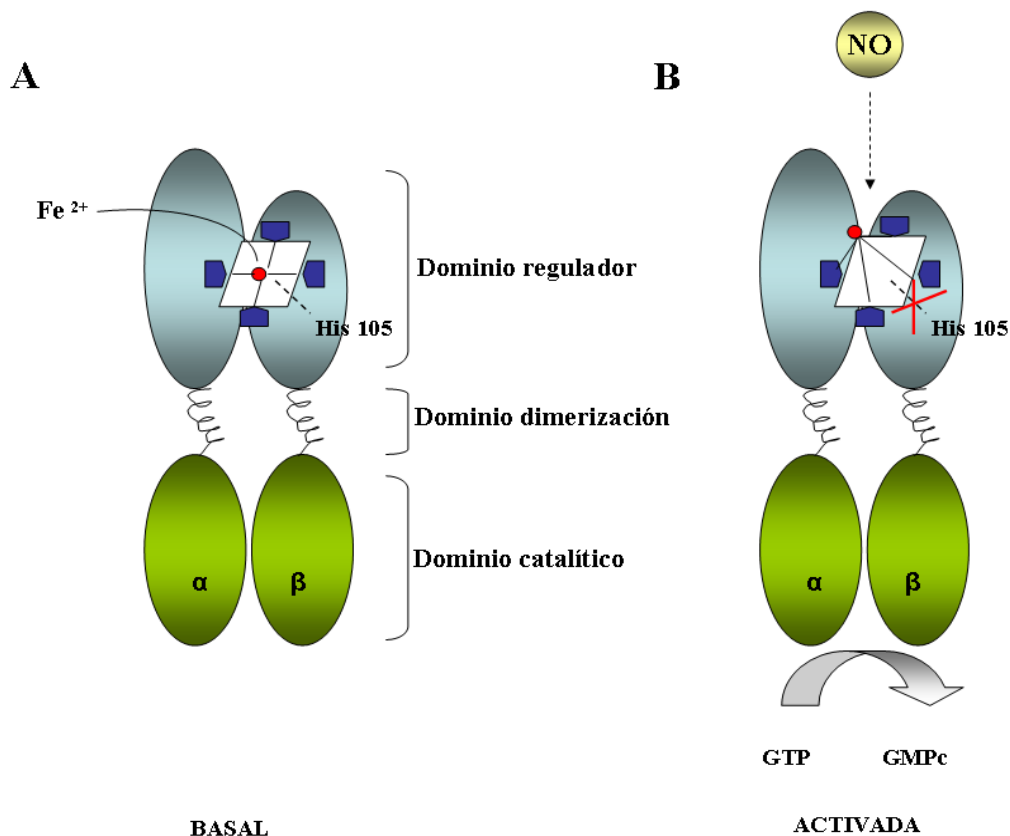 A
Fe 2+
His 105
Dominio regulador
Dominio dimerización
Dominio catalítico
α
β
BASAL
B
NO
His 105
α
β
GTP
GMPc
ACTIVADA